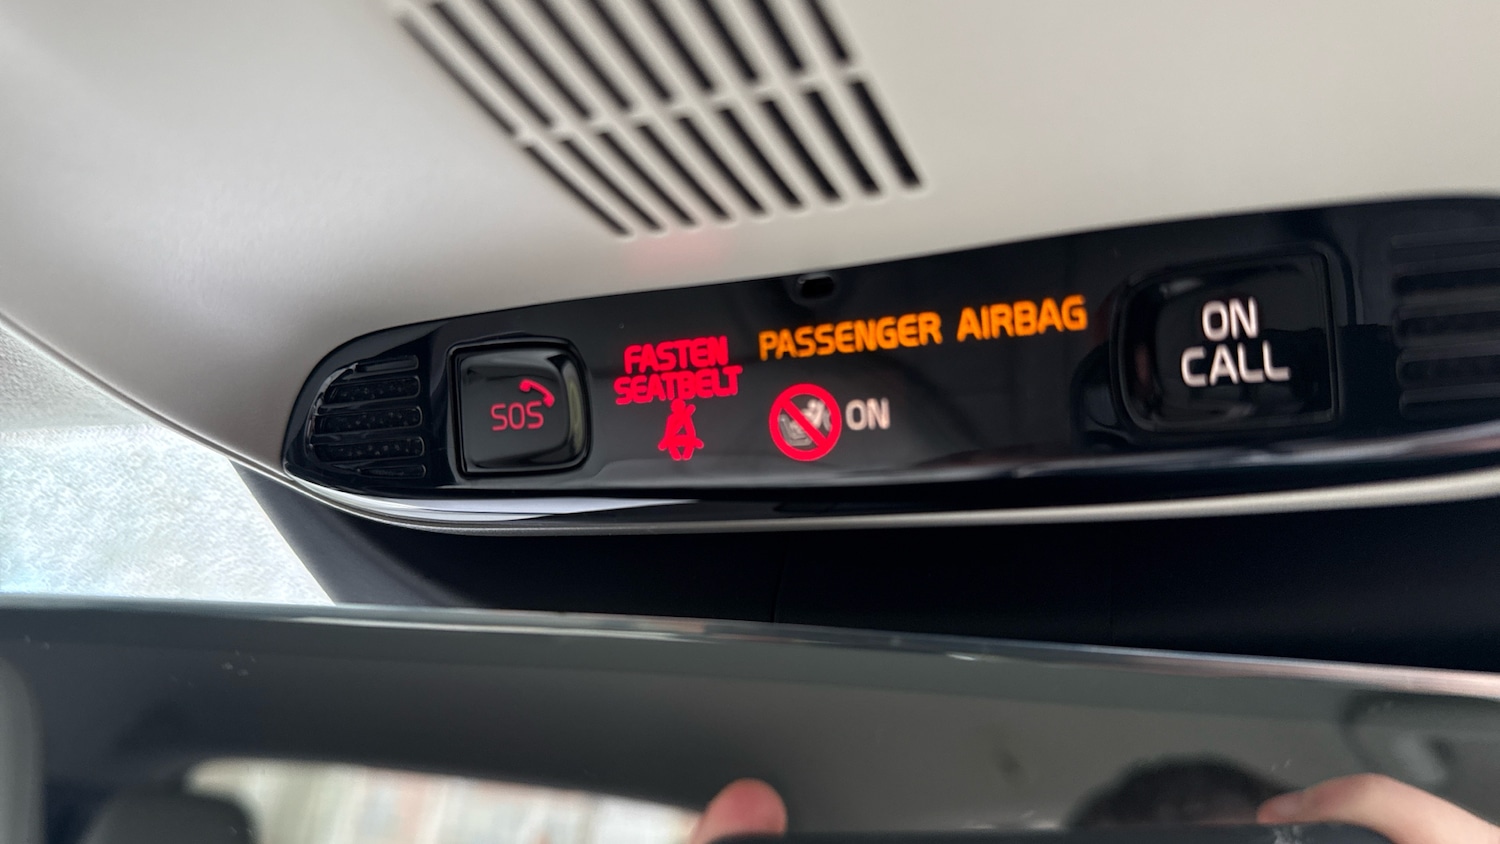 SOS
FASTEN
SEATBELT
PASSENGER AIRBAG
ON
ON
CALL